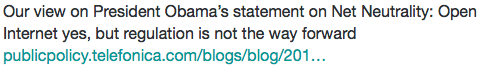 Our view on President Obama’s statement on Net Neutrality: Open
Internet yes, but regulation is not the way forward
publicpolicy.telefonica.com/blogs/blog/201…